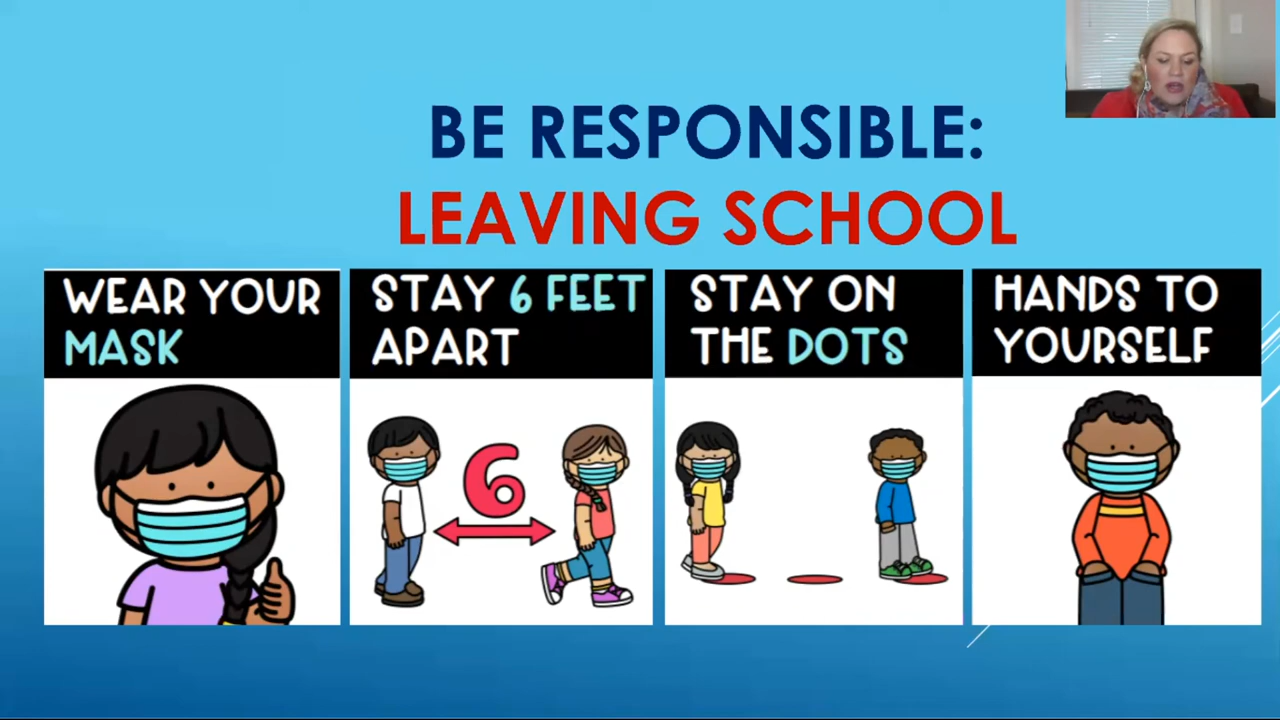 BE RESPONSIBLE:
LEAVING SCHOOL
WEAR YOUR
MASK
STAY 6 FEET
APART
6
STAY ON
THE DOTS
HANDS TO
YOURSELF